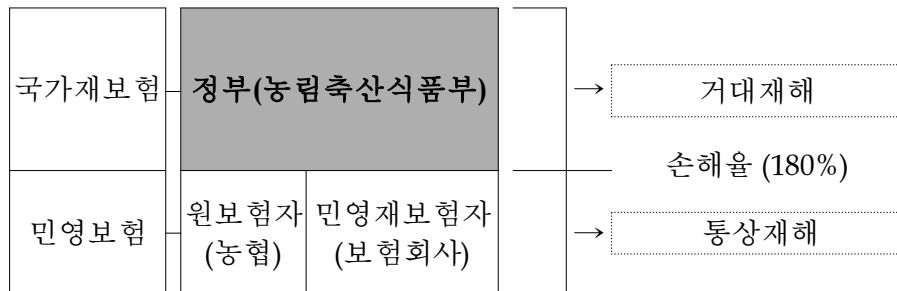 국가재보험 정부(농림축산식품부) → 거대재해
손해율 (180%)
민영보험 원보험자 민영재보험자 → 통상재해
(농협) (보험회사)